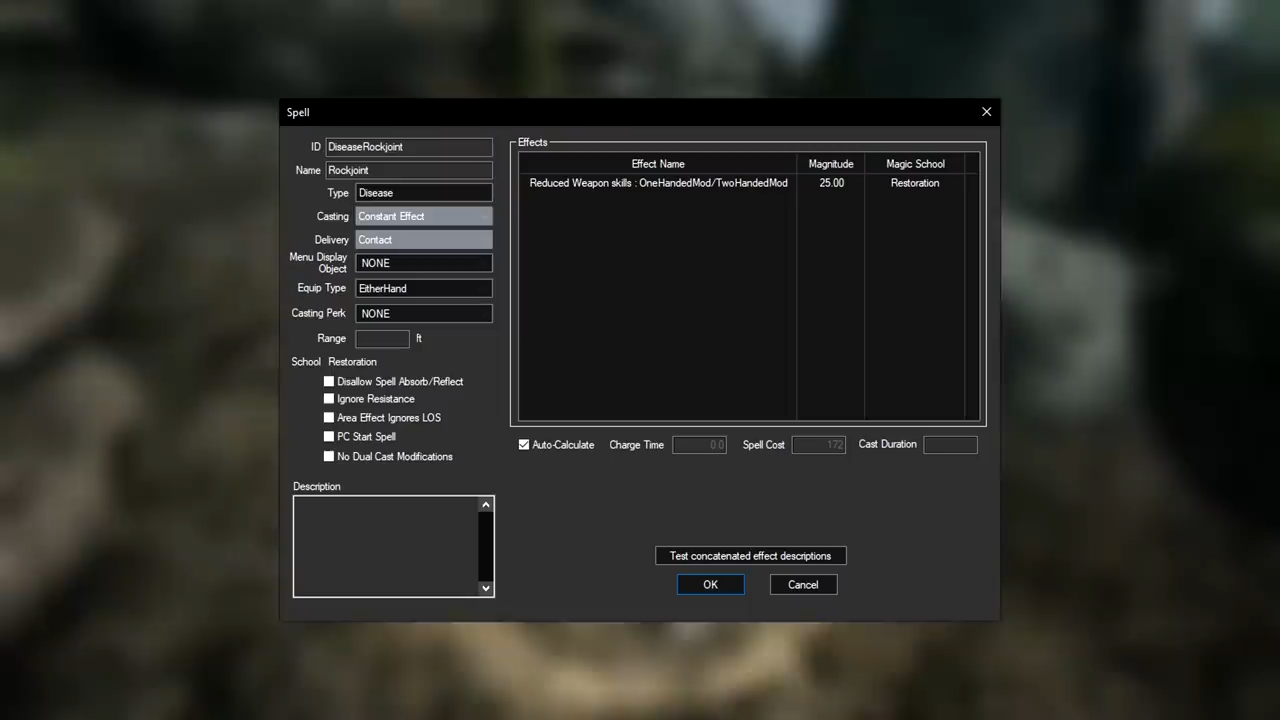 Spell
ID DiseaseRockjoint
Name Rockjoint
Type Disease
Casting Constant Effect
Delivery Contact
Menu Display
Object NONE
Equip Type EitherHand
Casting Perk NONE
Range ft
School Restoration
Disallow Spell Absorb/Reflect
Ignore Resistance
Area Effect Ignores LOS
PC Start Spell
No Dual Cast Modifications
Description
Effects
Effect Name Magnitude Magic School
Reduced Weapon skills : OneHandedMod/TwoHandedMod 25.00 Restoration
Auto-Calculate Charge Time 0.0 Spell Cost 172 Cast Duration
Test concatenated effect descriptions
OK Cancel